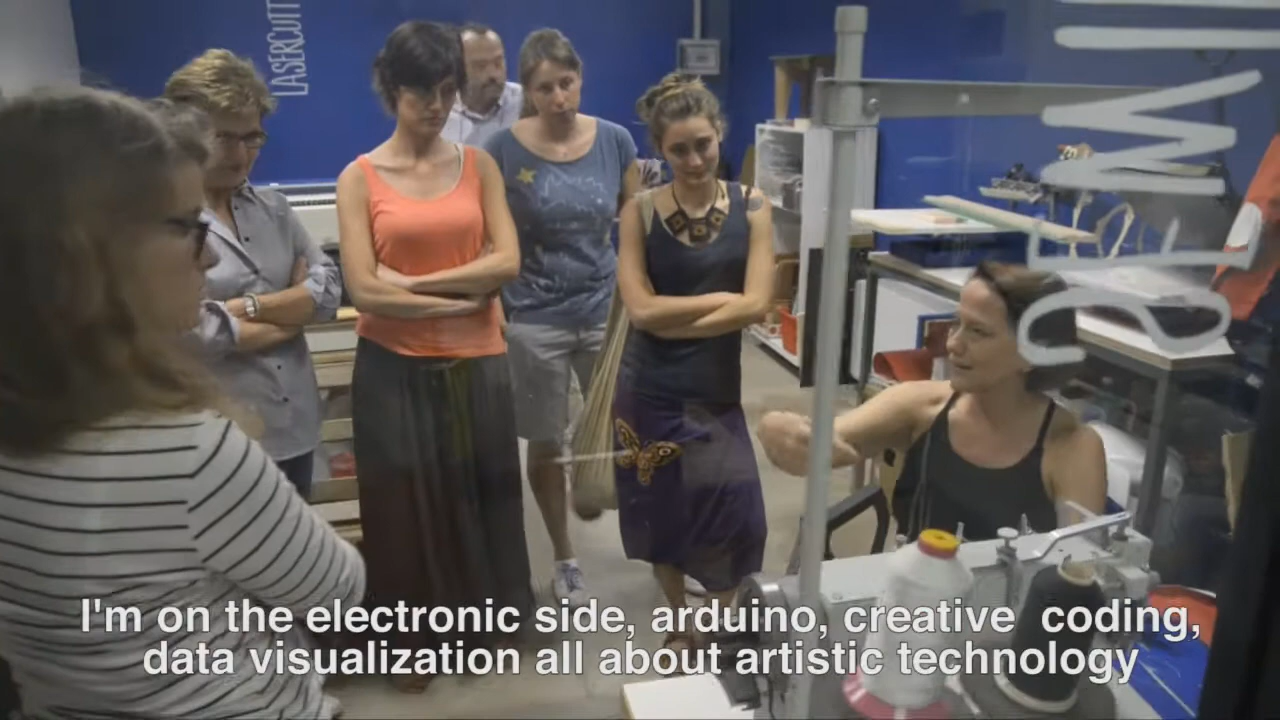 LASERCUTT
I'm on the electronic side, arduino, creative coding,
data visualization all about artistic technology